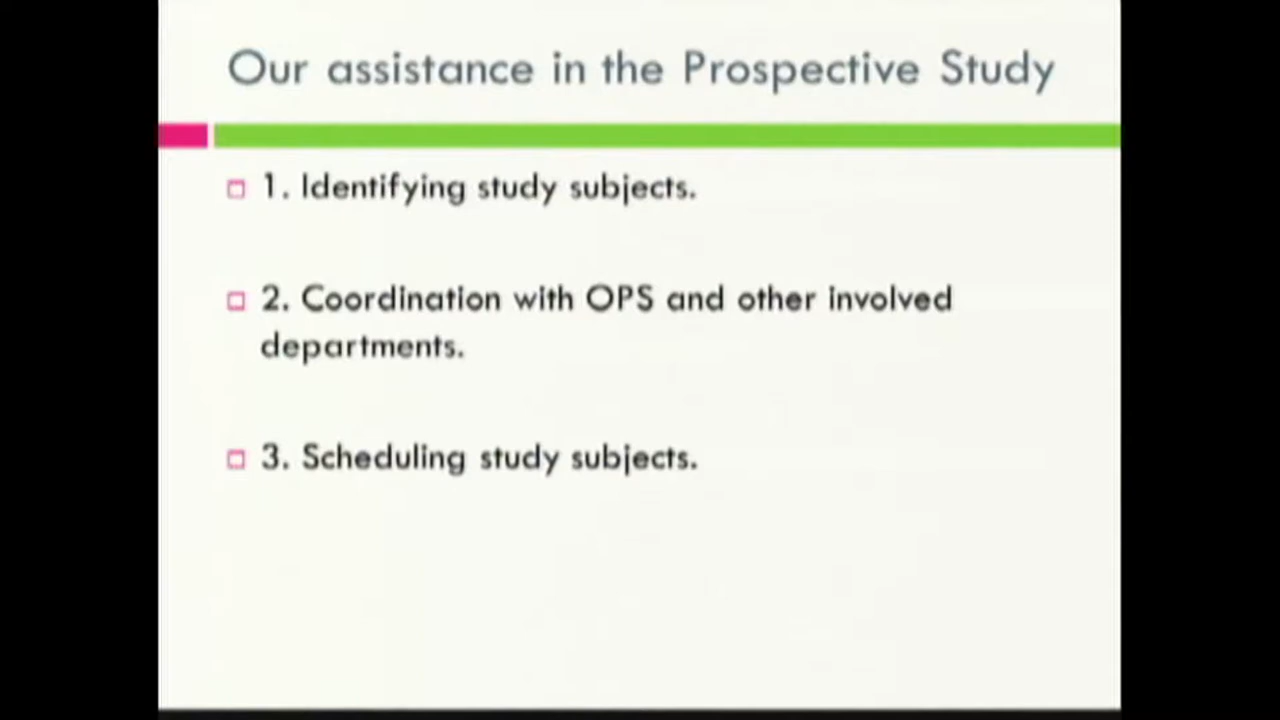 Our assistance in the Prospective Study
1. Identifying study subjects.
2. Coordination with OPS and other involved
departments.
3. Scheduling study subjects.